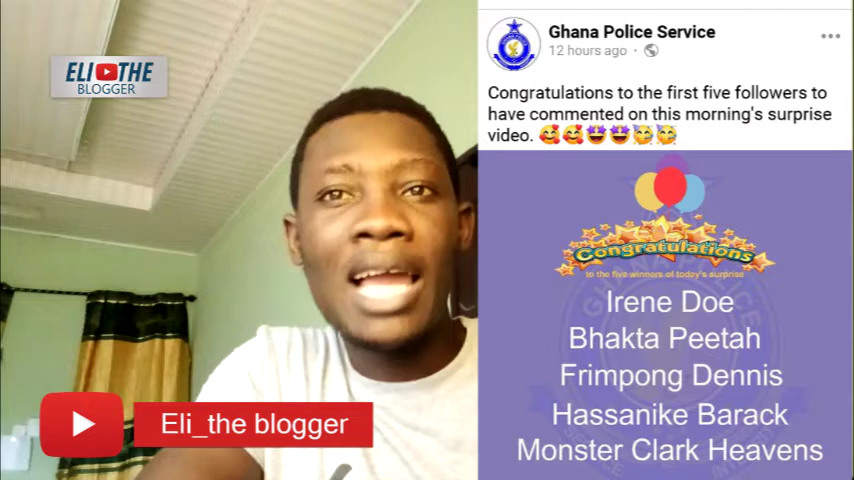 ELI THE
BLOGGER
Eli_the blogger
Ghana Police Service
12 hours ago
Congratulations to the first five followers to
have commented on this morning's surprise
video.
Congratulations
to the five winners of today's surprise
Irene Doe
Bhakta Peetah
Frimpong Dennis
Hassanike Barack
Monster Clark Heavens